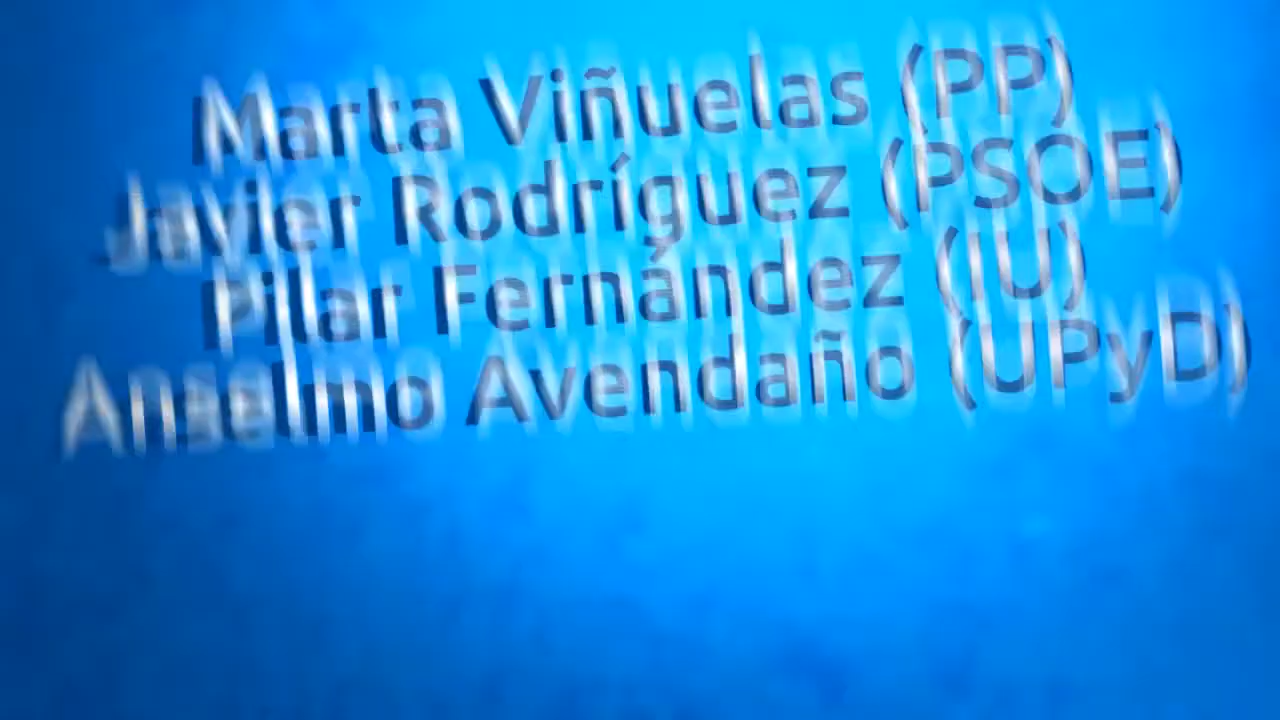 Marta Viñuelas (PP)
Javier Rodríguez (PSOE)
Pilar Fernández (IU)
Anselmo Avendaño (UPyD)